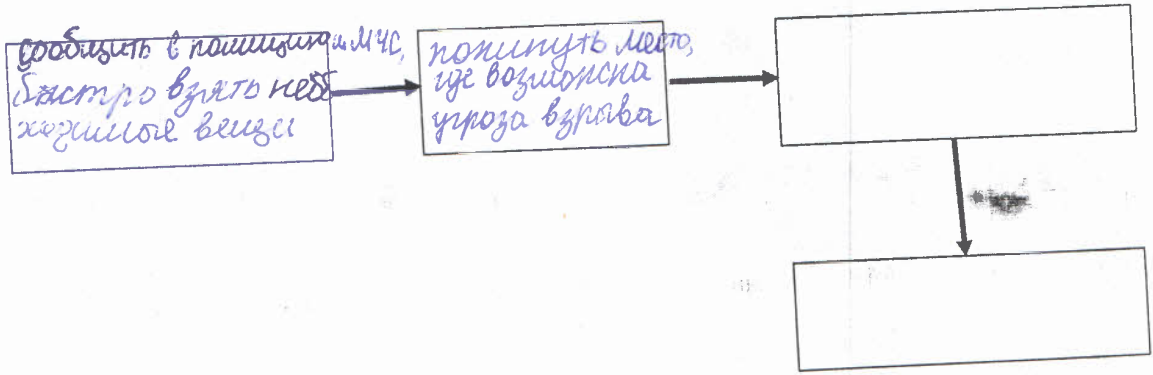 сообщить в полицию и МЧС,
быстро взять необ
ходимые вещи
покинуть место,
где возможна
угроза взрыва